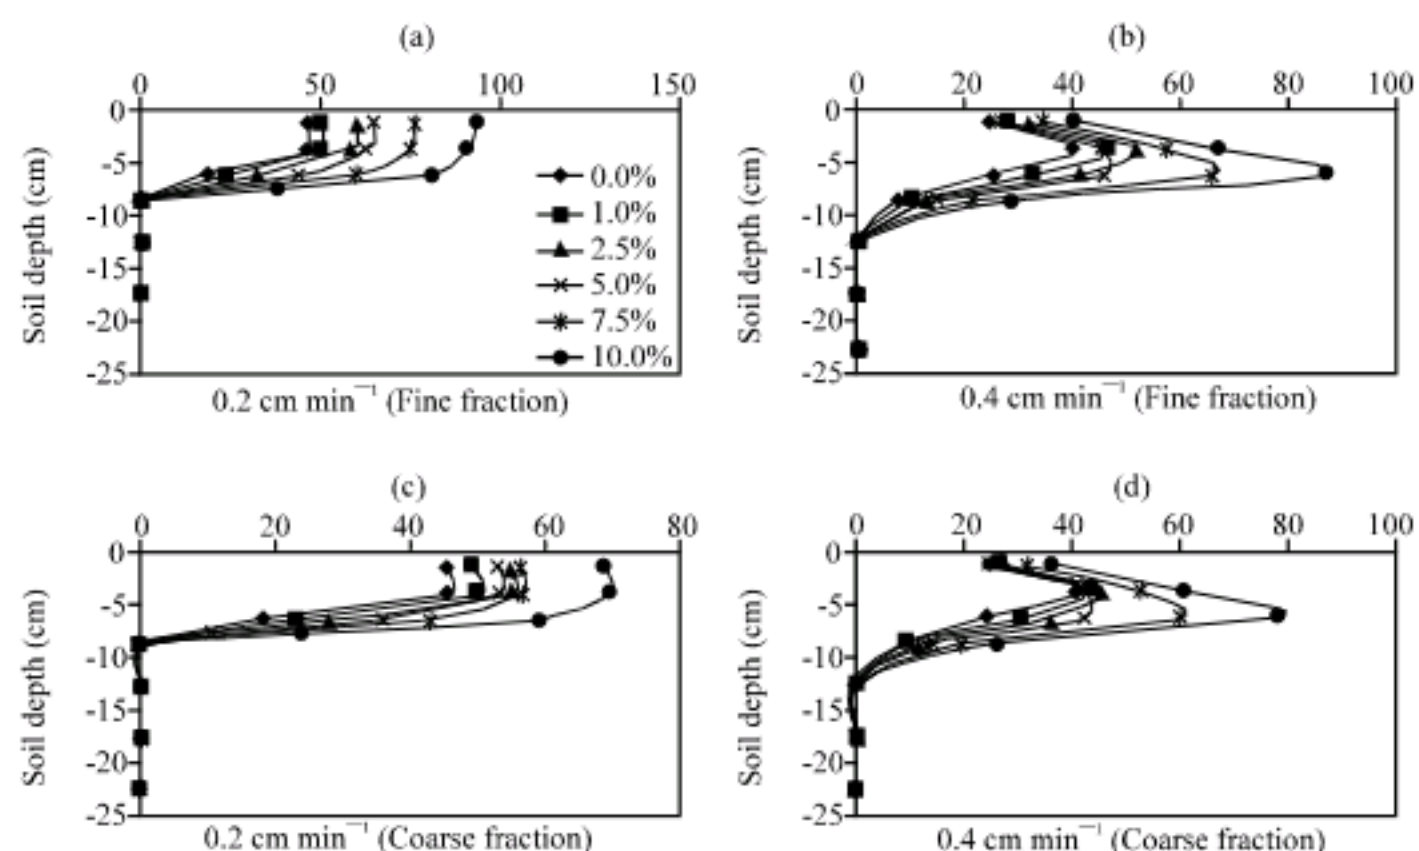 (a)
0 50 100 150
0
-5
-10
-15
-20
-25
Soil depth (cm)
0.0%
1.0%
2.5%
5.0%
7.5%
10.0%
0.2 cm min⁻¹ (Fine fraction)
(b)
0 20 40 60 80 100
0
-5
-10
-15
-20
-25
Soil depth (cm)
0.4 cm min⁻¹ (Fine fraction)
(c)
0 20 40 60 80
0
-5
-10
-15
-20
-25
Soil depth (cm)
0.2 cm min⁻¹ (Coarse fraction)
(d)
0 20 40 60 80 100
0
-5
-10
-15
-20
-25
Soil depth (cm)
0.4 cm min⁻¹ (Coarse fraction)